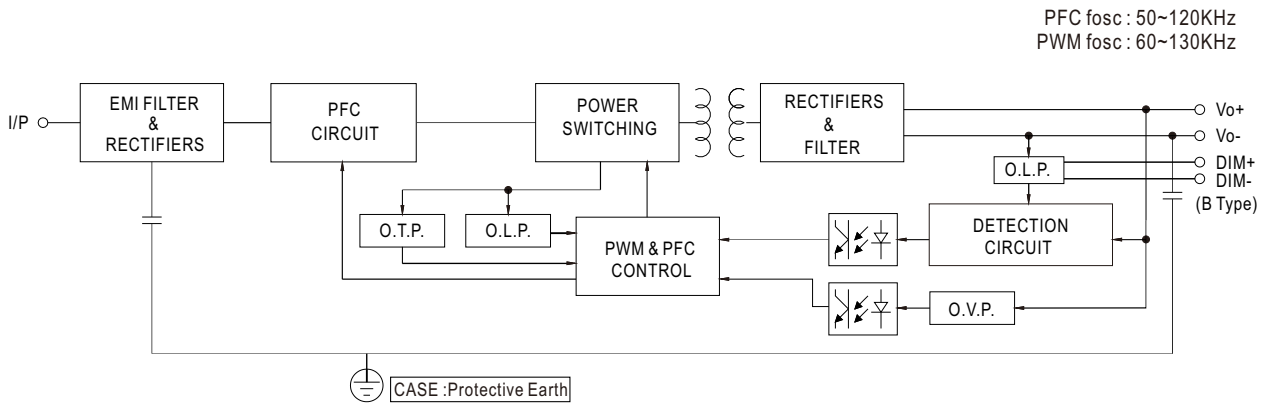 PFC fosc : 50~120KHz
PWM fosc : 60~130KHz
I/P
EMI FILTER
&
RECTIFIERS
PFC
CIRCUIT
POWER
SWITCHING
RECTIFIERS
&
FILTER
Vo+
Vo-
DIM+
DIM-
(B Type)
O.L.P.
O.T.P.
O.L.P.
PWM & PFC
CONTROL
DETECTION
CIRCUIT
O.V.P.
CASE :Protective Earth